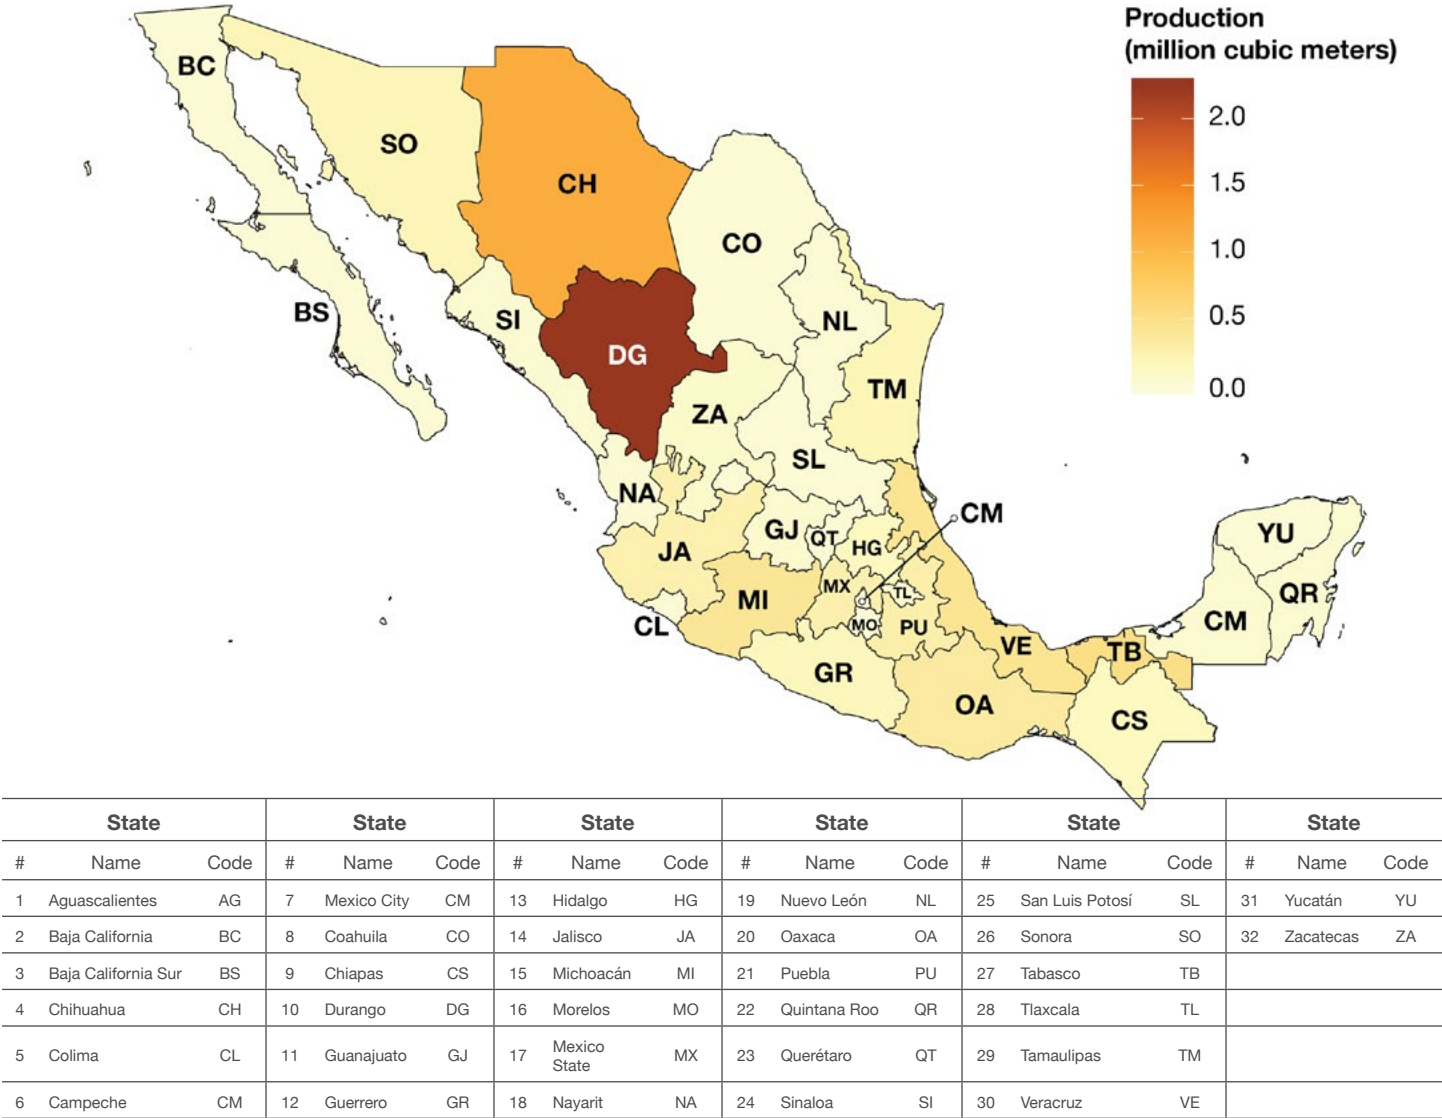 Production
(million cubic meters)
2.0
1.5
1.0
0.5
0.0
BC
SO
CH
CO
BS
SI
NL
DG
TM
ZA
SL
NA
CM
GJ
QT
HG
YU
JA
MX
TL
QR
MI
CL
MO
PU
CM
VE
TB
GR
OA
CS
State State State State State State
# Name Code # Name Code # Name Code # Name Code # Name Code # Name Code
1 Aguascalientes AG 7 Mexico City CM 13 Hidalgo HG 19 Nuevo León NL 25 San Luis Potosí SL 31 Yucatán YU
2 Baja California BC 8 Coahuila CO 14 Jalisco JA 20 Oaxaca OA 26 Sonora SO 32 Zacatecas ZA
3 Baja California Sur BS 9 Chiapas CS 15 Michoacán MI 21 Puebla PU 27 Tabasco TB
4 Chihuahua CH 10 Durango DG 16 Morelos MO 22 Quintana Roo QR 28 Tlaxcala TL
5 Colima CL 11 Guanajuato GJ 17 Mexico State MX 23 Querétaro QT 29 Tamaulipas TM
6 Campeche CM 12 Guerrero GR 18 Nayarit NA 24 Sinaloa SI 30 Veracruz VE